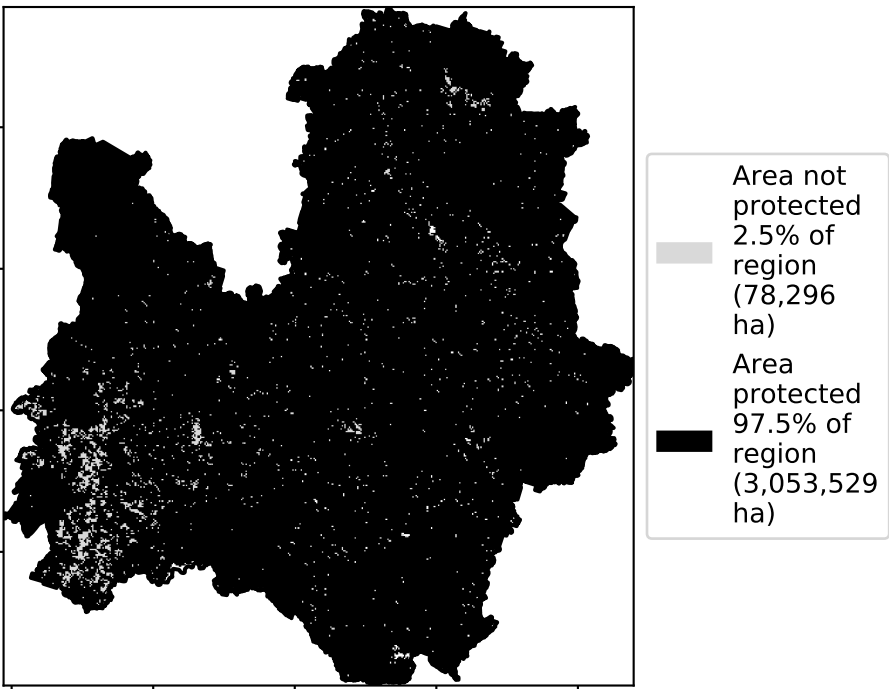 Area not
protected
2.5% of
region
(78,296
ha)
Area
protected
97.5% of
region
(3,053,529
ha)